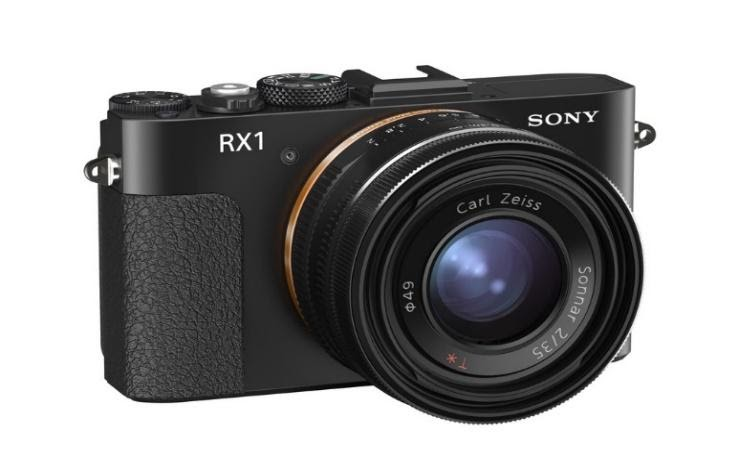 RX1
SONY
Carl Zeiss
Sonnar 2/35
T*
Φ49